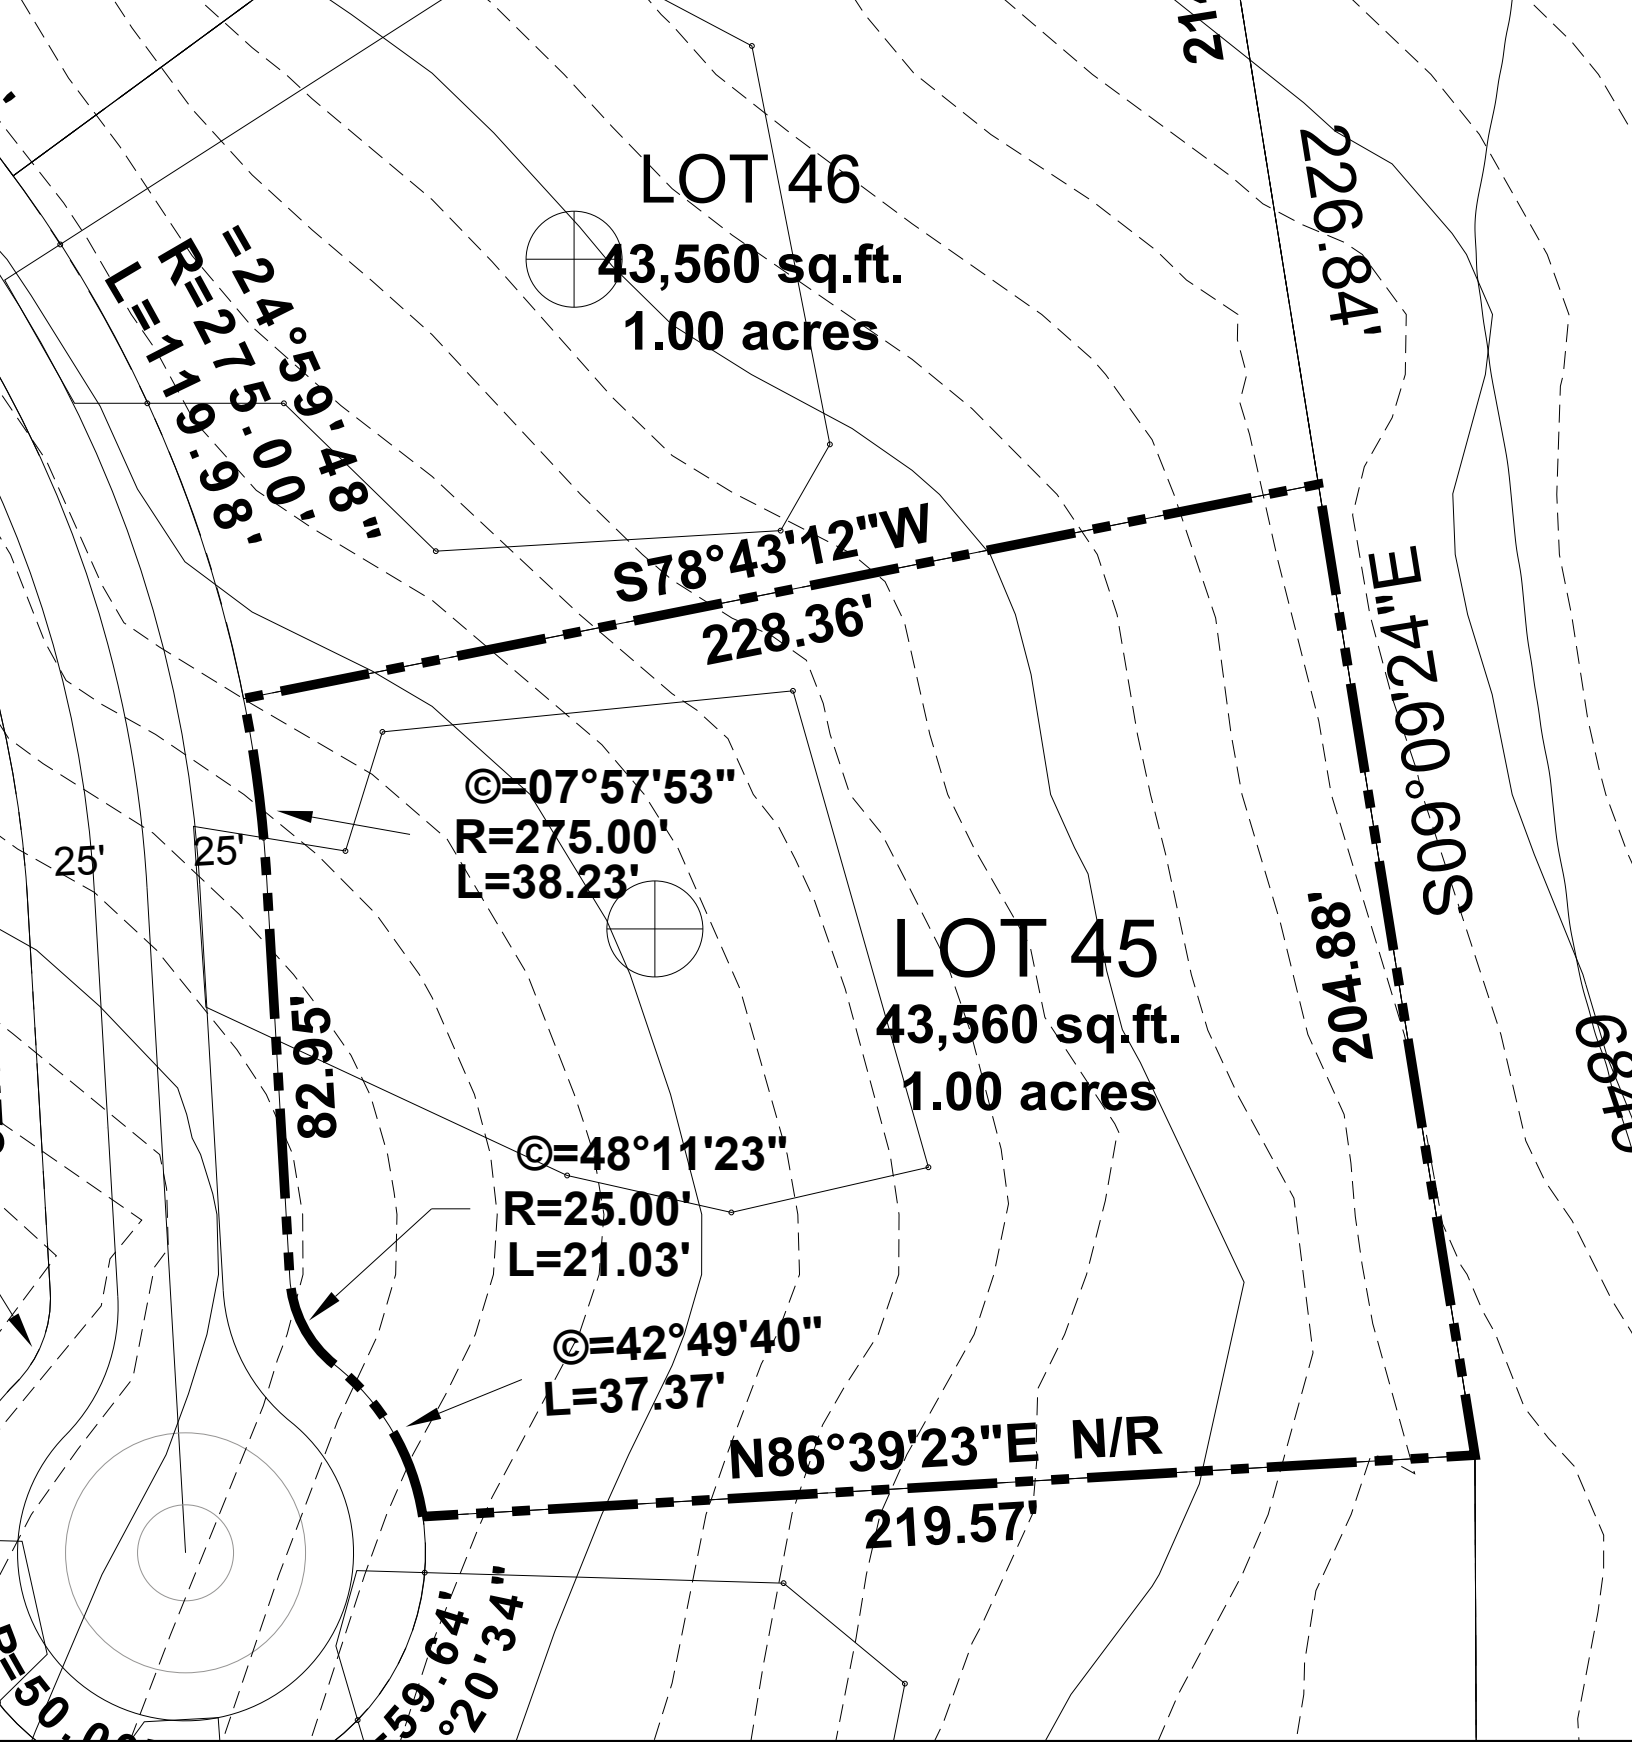 LOT 46
43,560 sq.ft.
1.00 acres
226.84'
=24°59'48"
R=275.00'
L=119.98'
S78°43'12"W
228.36'
S09°09'24"E
©=07°57'53"
R=275.00'
L=38.23'
25'
25'
LOT 45
43,560 sq.ft.
1.00 acres
204.88'
82.95'
©=48°11'23"
R=25.00'
L=21.03'
©=42°49'40"
L=37.37'
N86°39'23"E N/R
219.57'
59.64'
°20'34"